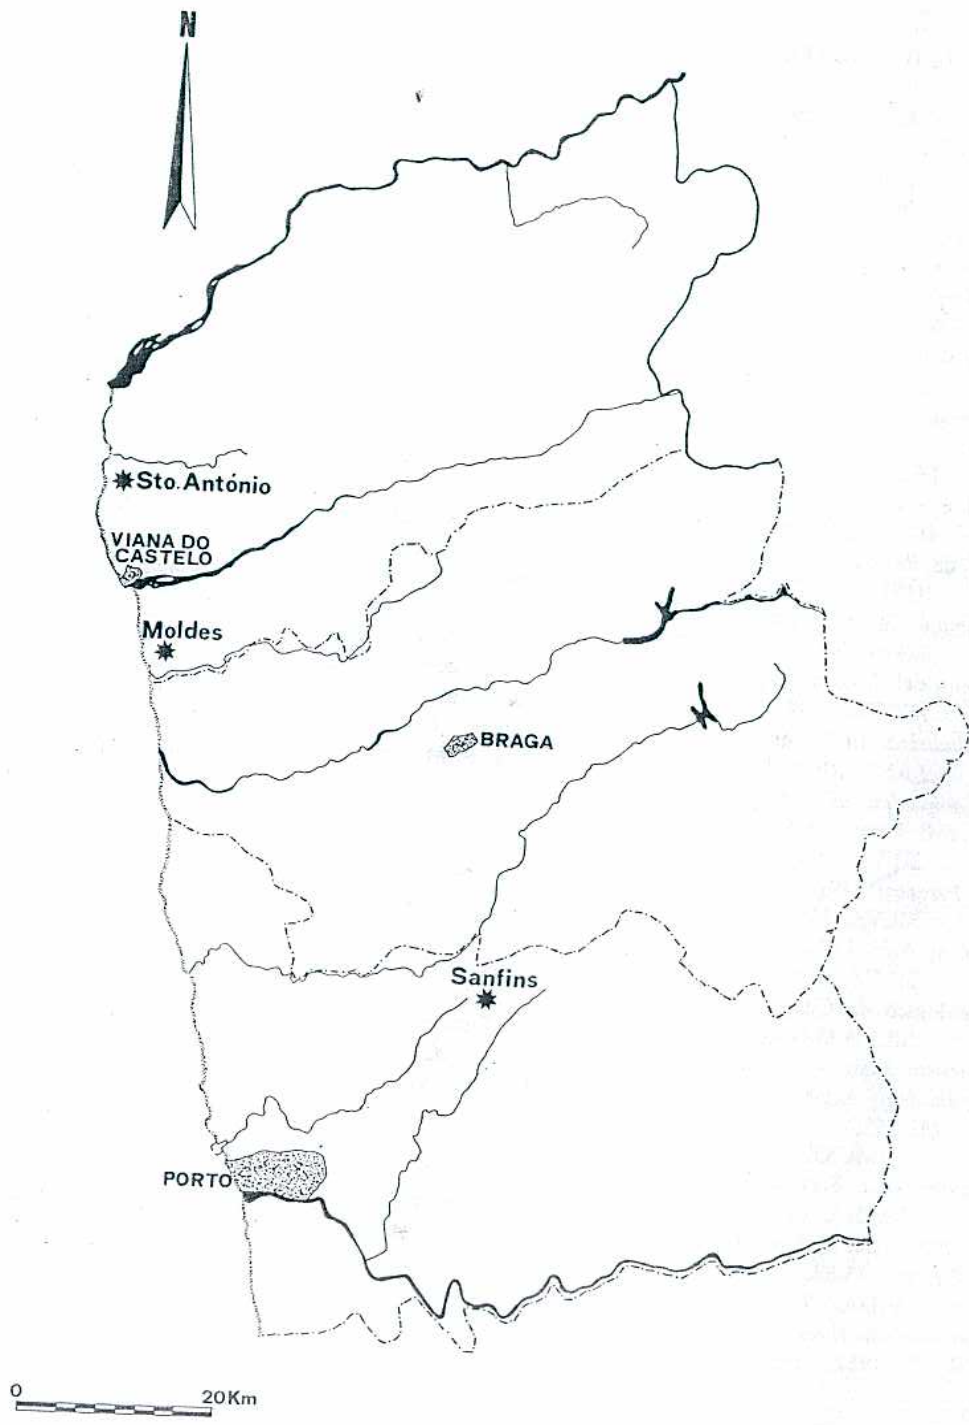 N
Sto. António
VIANA DO
CASTELO
Moldes
BRAGA
Sanfins
PORTO
0 20Km